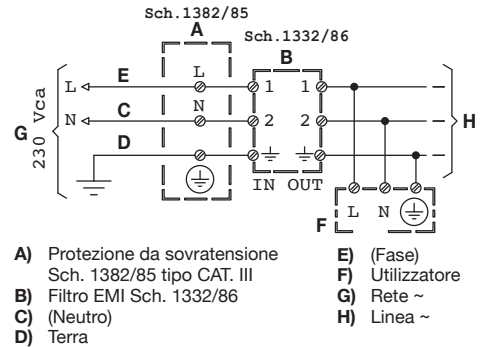 Sch.1382/85
A
Sch.1332/86
B
L
E
L
1
1
N
C
N
2
2
H
G
230 Vca
D
IN OUT
L N
F
A) Protezione da sovratensione
Sch. 1382/85 tipo CAT. III
B) Filtro EMI Sch. 1332/86
C) (Neutro)
D) Terra
E) (Fase)
F) Utilizzatore
G) Rete ~
H) Linea ~